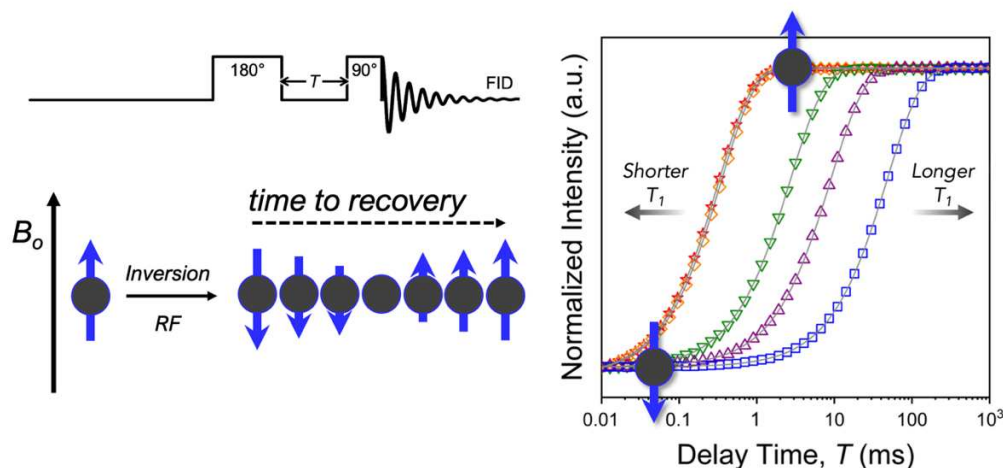 180°
T
90°
FID
B₀
Inversion
RF
time to recovery
Normalized Intensity (a.u.)
Shorter
T₁
Longer
T₁
0.01 0.1 1 10 100 10³
Delay Time, T (ms)